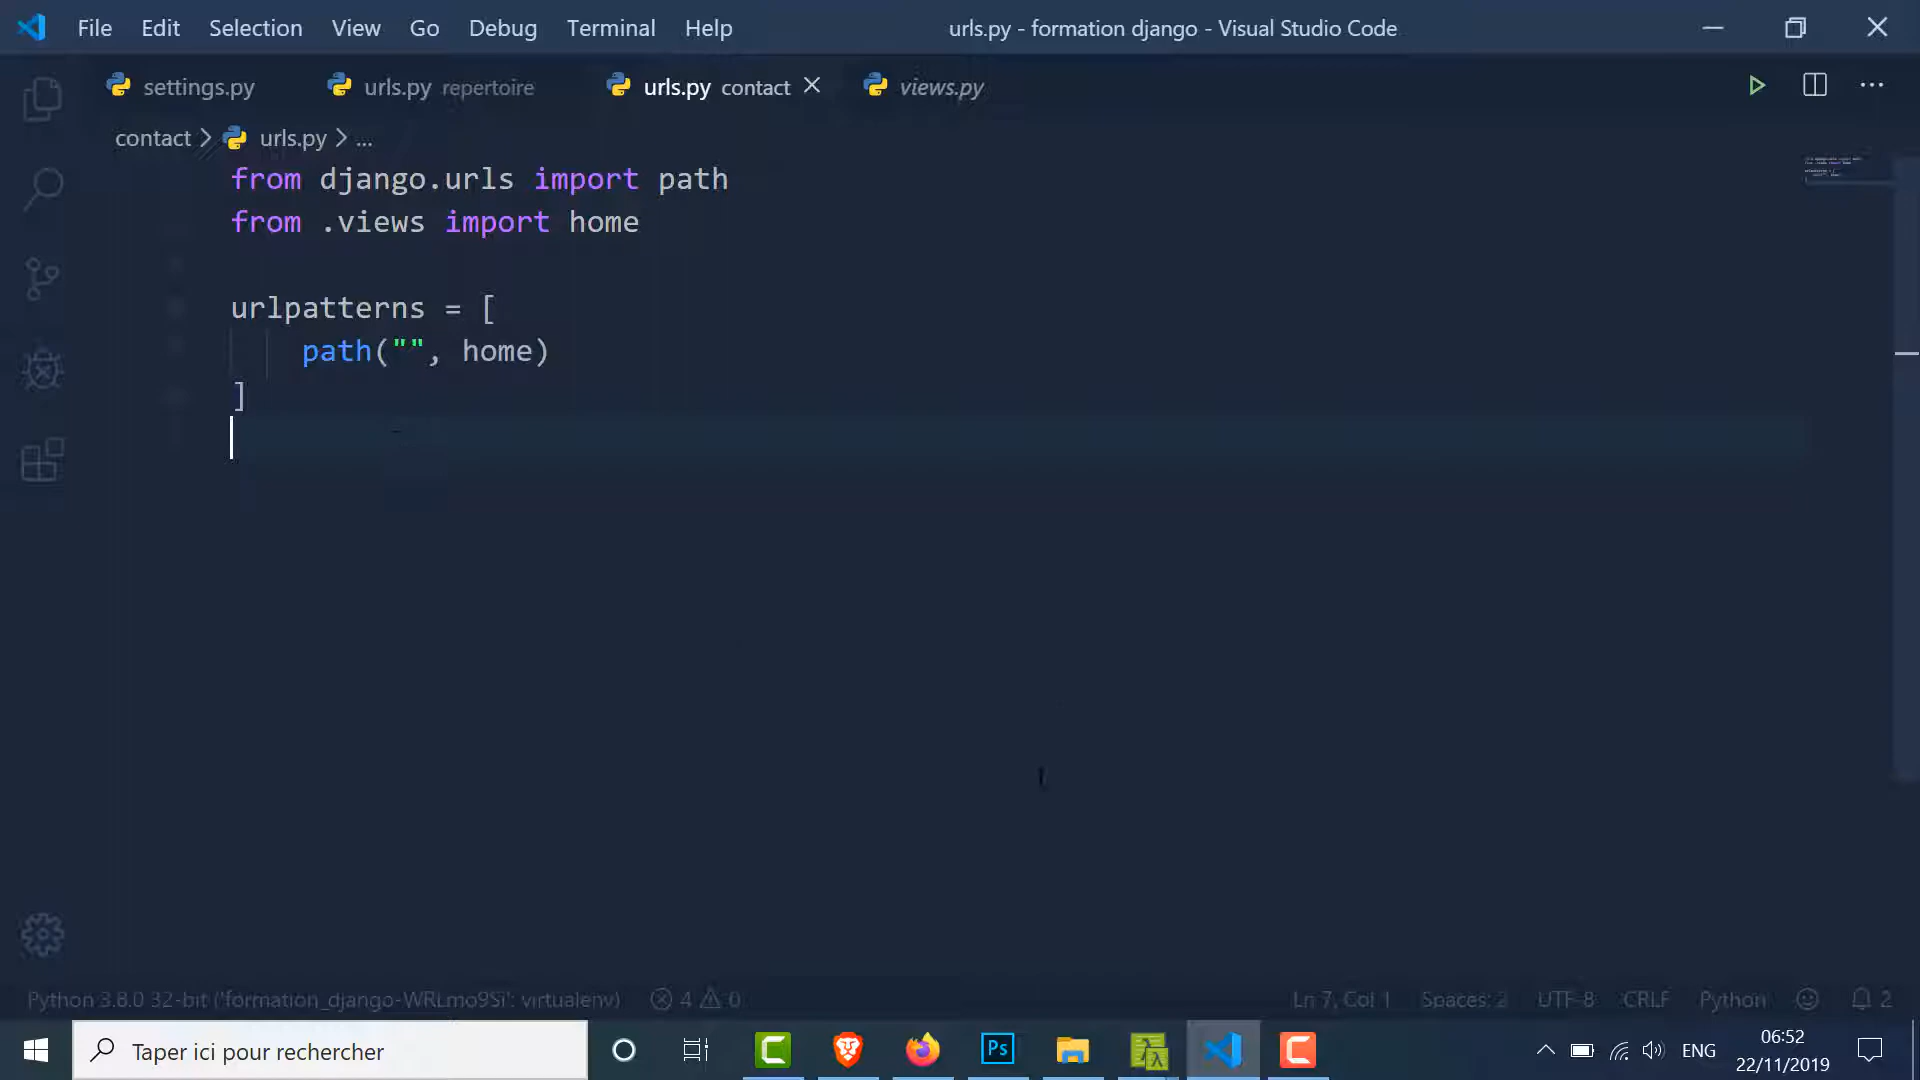 File Edit Selection View Go Debug Terminal Help urls.py - formation django - Visual Studio Code
settings.py urls.py repertoire urls.py contact views.py
contact > urls.py > ...
from django.urls import path
from .views import home
urlpatterns = [
path("", home)
]
Python 3.8.0 32-bit ('formation_django-WRLmo9Si': virtualenv) 4 0 Ln 7, Col 1 Spaces: 2 UTF-8 CRLF Python 2
Taper ici pour rechercher Ps ENG 06:52
22/11/2019